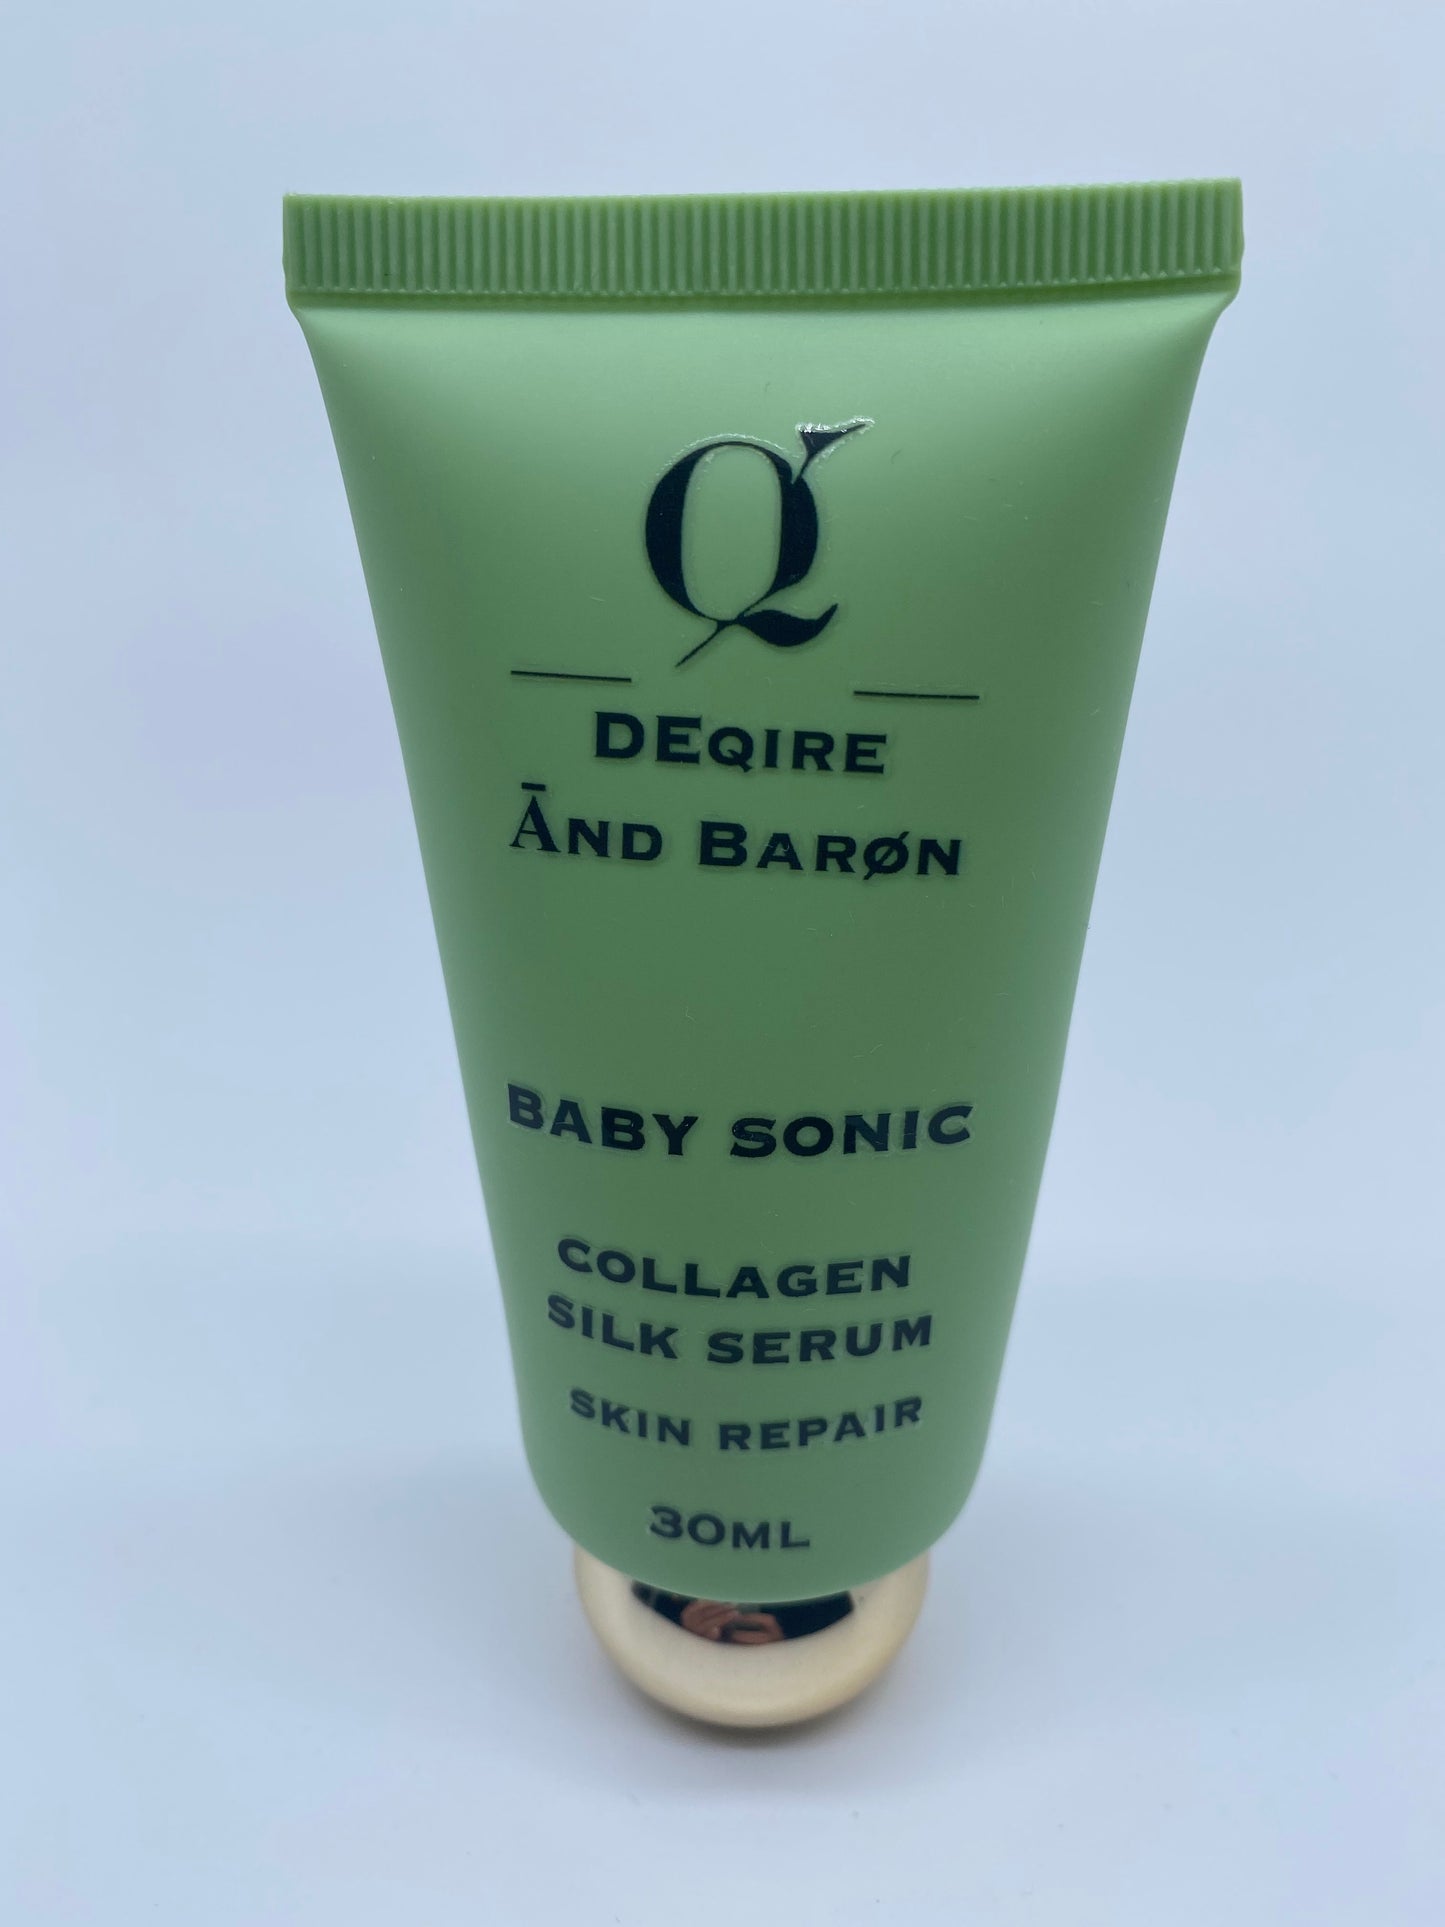 Q
DEQIRE
ĀND BARØN
BABY SONIC
COLLAGEN
SILK SERUM
SKIN REPAIR
30ML